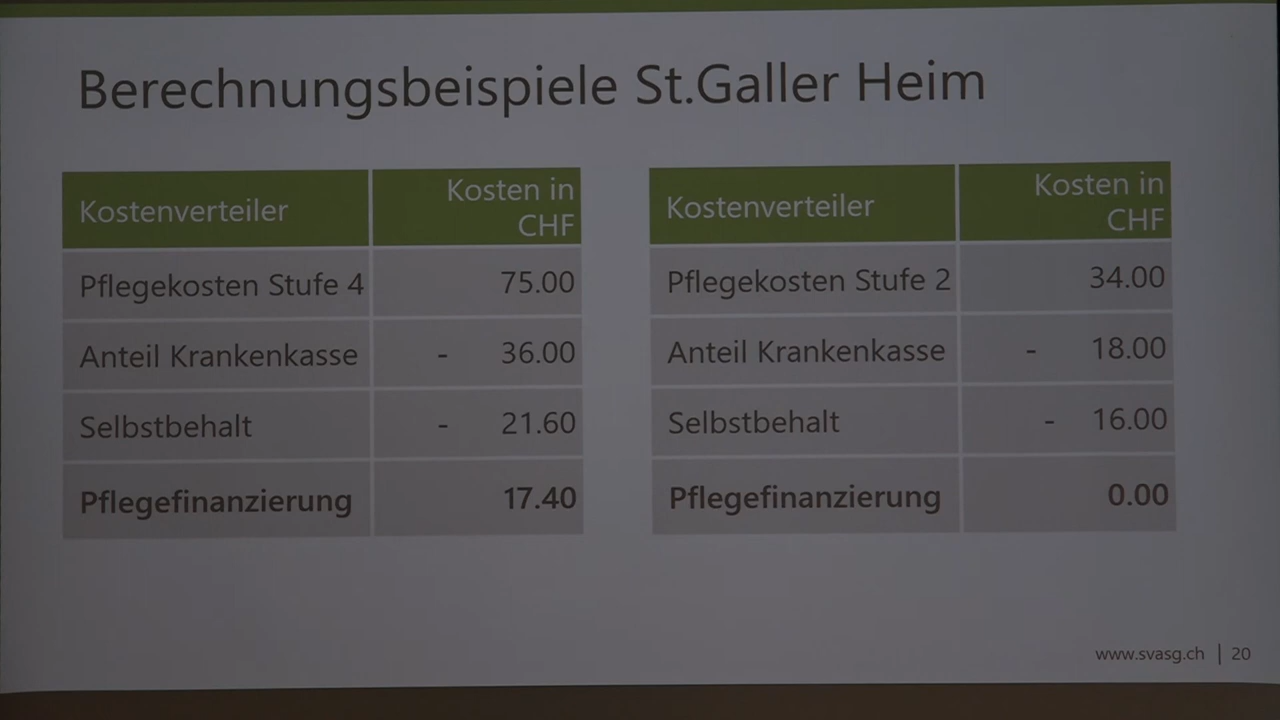 Berechnungsbeispiele St.Galler Heim
Kostenverteiler Kosten in CHF
Pflegekosten Stufe 4 75.00
Anteil Krankenkasse - 36.00
Selbstbehalt - 21.60
Pflegefinanzierung 17.40
Kostenverteiler Kosten in CHF
Pflegekosten Stufe 2 34.00
Anteil Krankenkasse - 18.00
Selbstbehalt - 16.00
Pflegefinanzierung 0.00
www.svasg.ch | 20